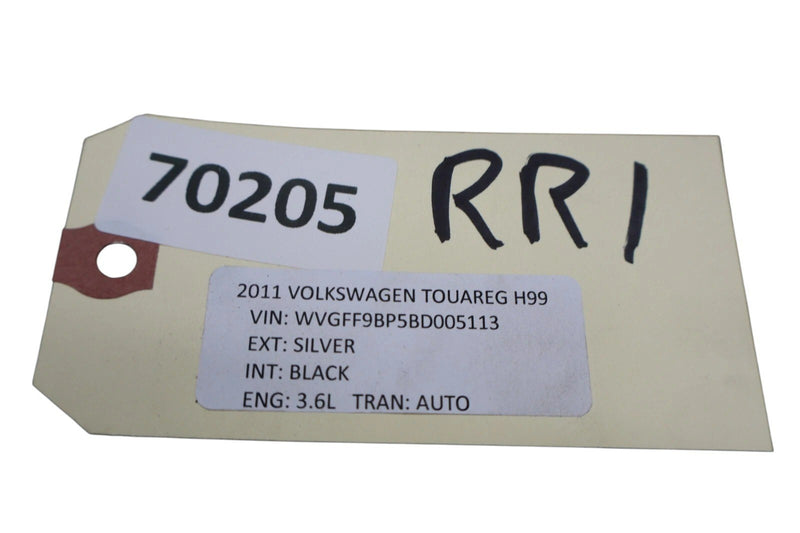 70205
RR1
2011 VOLKSWAGEN TOUAREG H99
VIN: WVGFF9BP5BD005113
EXT: SILVER
INT: BLACK
ENG: 3.6L TRAN: AUTO